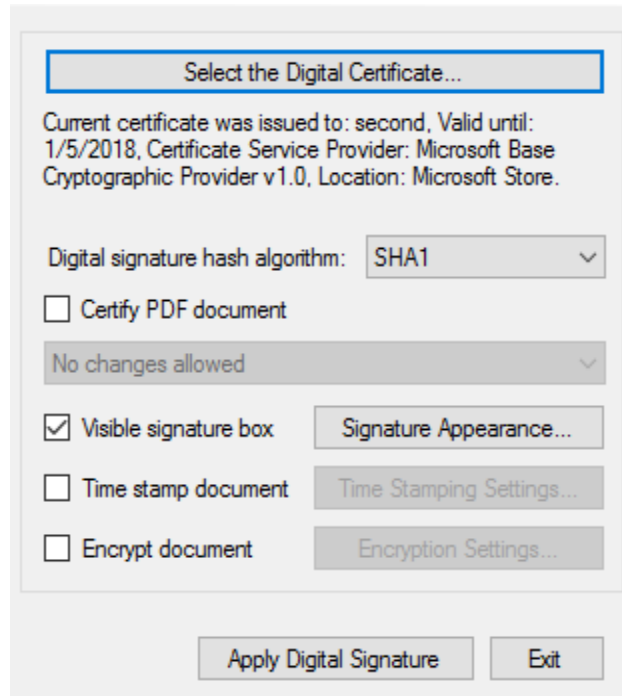 Select the Digital Certificate...
Current certificate was issued to: second, Valid until:
1/5/2018, Certificate Service Provider: Microsoft Base
Cryptographic Provider v1.0, Location: Microsoft Store.
Digital signature hash algorithm: SHA1
Certify PDF document
No changes allowed
Visible signature box Signature Appearance...
Time stamp document Time Stamping Settings...
Encrypt document Encryption Settings...
Apply Digital Signature Exit